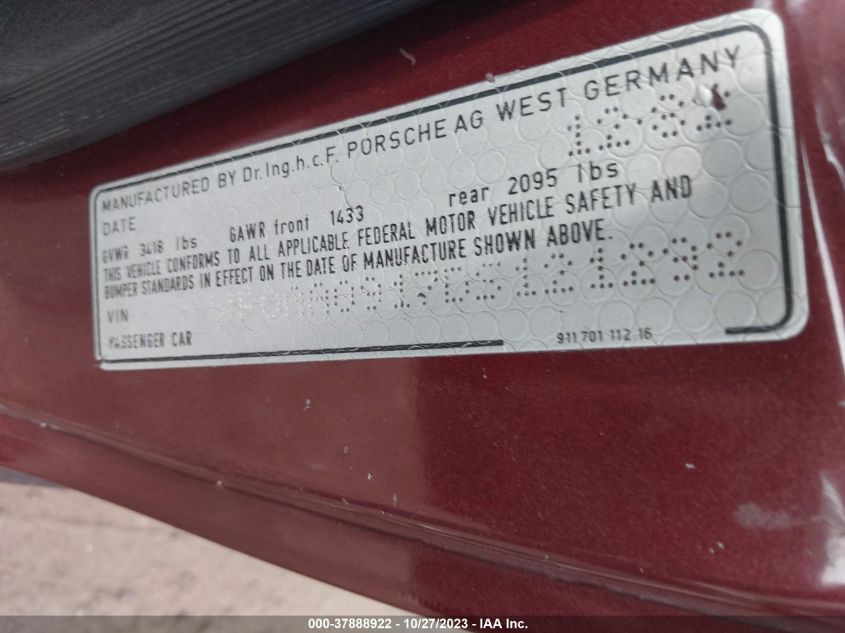 MANUFACTURED BY Dr.Ing.h.c.F. PORSCHE AG WEST GERMANY
DATE
GVWR 3418 lbs GAWR front 1433 rear 2095 lbs
THIS VEHICLE CONFORMS TO ALL APPLICABLE FEDERAL MOTOR VEHICLE SAFETY AND
BUMPER STANDARDS IN EFFECT ON THE DATE OF MANUFACTURE SHOWN ABOVE.
VIN
PASSENGER CAR 911 701 112 16
000-37888922 - 10/27/2023 - IAA Inc.